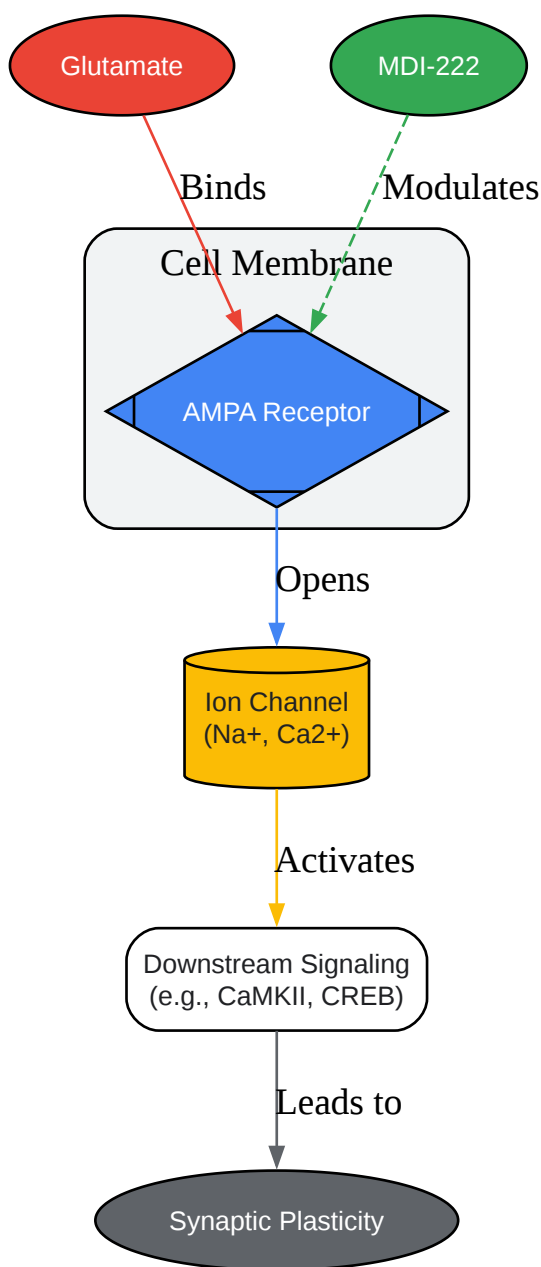 Glutamate
MDI-222
Binds
Modulates
Cell Membrane
AMPA Receptor
Opens
Ion Channel
(Na+, Ca2+)
Activates
Downstream Signaling
(e.g., CaMKII, CREB)
Leads to
Synaptic Plasticity